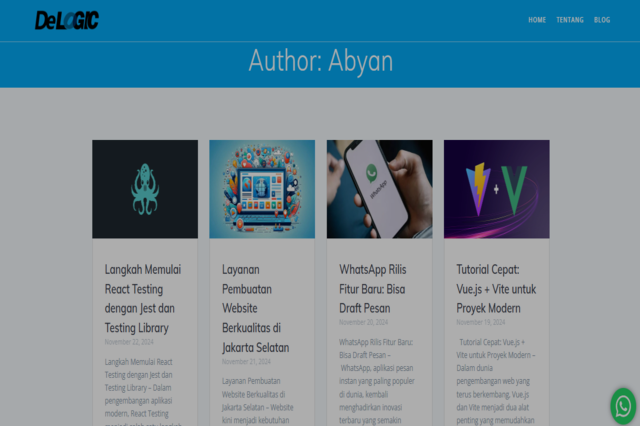 DeLOGIC
HOME TENTANG BLOG
Author: Abyan
WhatsApp
+
Langkah Memulai
React Testing
dengan Jest dan
Testing Library
November 22, 2024
Langkah Memulai React
Testing dengan Jest dan
Testing Library – Dalam
pengembangan aplikasi
modern, React Testing
Layanan
Pembuatan
Website
Berkualitas di
Jakarta Selatan
November 21, 2024
Layanan Pembuatan
Website Berkualitas di
Jakarta Selatan – Website
kini menjadi kebutuhan
WhatsApp Rilis
Fitur Baru: Bisa
Draft Pesan
November 20, 2024
WhatsApp Rilis Fitur Baru:
Bisa Draft Pesan –
WhatsApp, aplikasi pesan
instan yang paling populer
di dunia, kembali
menghadirkan inovasi
terbaru yang semakin
Tutorial Cepat:
Vue.js + Vite untuk
Proyek Modern
November 19, 2024
Tutorial Cepat: Vue.js +
Vite untuk Proyek Modern –
Dalam dunia
pengembangan web yang
terus berkembang, Vue.js
dan Vite menjadi dua alat
penting yang memudahkan